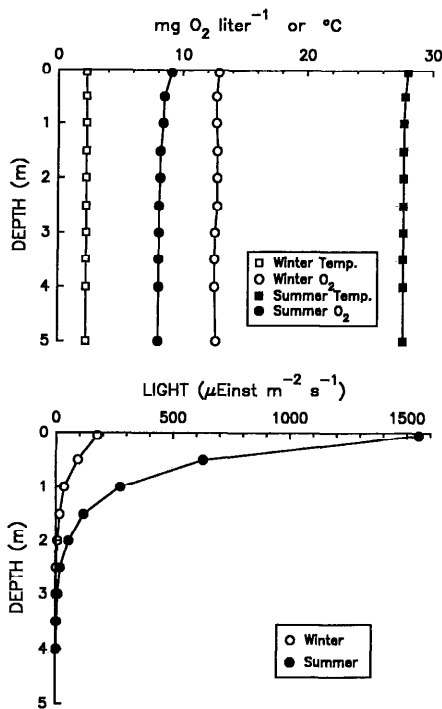 mg O₂ liter⁻¹ or °C
0 10 20 30
DEPTH (m)
0
1
2
3
4
5
Winter Temp.
Winter O₂
Summer Temp.
Summer O₂
LIGHT (μEinst m⁻² s⁻¹)
0 500 1000 1500
DEPTH (m)
0
1
2
3
4
5
Winter
Summer